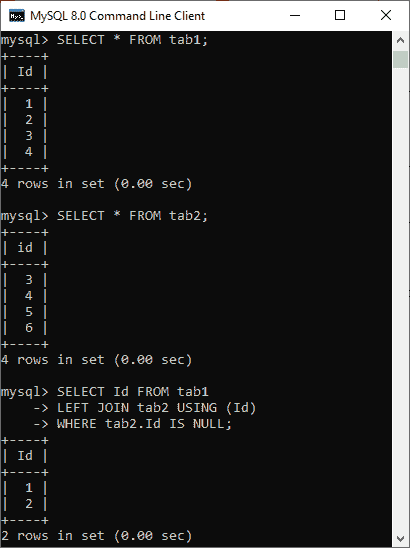 MySQL 8.0 Command Line Client
mysql> SELECT * FROM tab1;
+----+
| Id |
+----+
|  1 |
|  2 |
|  3 |
|  4 |
+----+
4 rows in set (0.00 sec)
mysql> SELECT * FROM tab2;
+----+
| id |
+----+
|  3 |
|  4 |
|  5 |
|  6 |
+----+
4 rows in set (0.00 sec)
mysql> SELECT Id FROM tab1
    -> LEFT JOIN tab2 USING (Id)
    -> WHERE tab2.Id IS NULL;
+----+
| Id |
+----+
|  1 |
|  2 |
+----+
2 rows in set (0.00 sec)